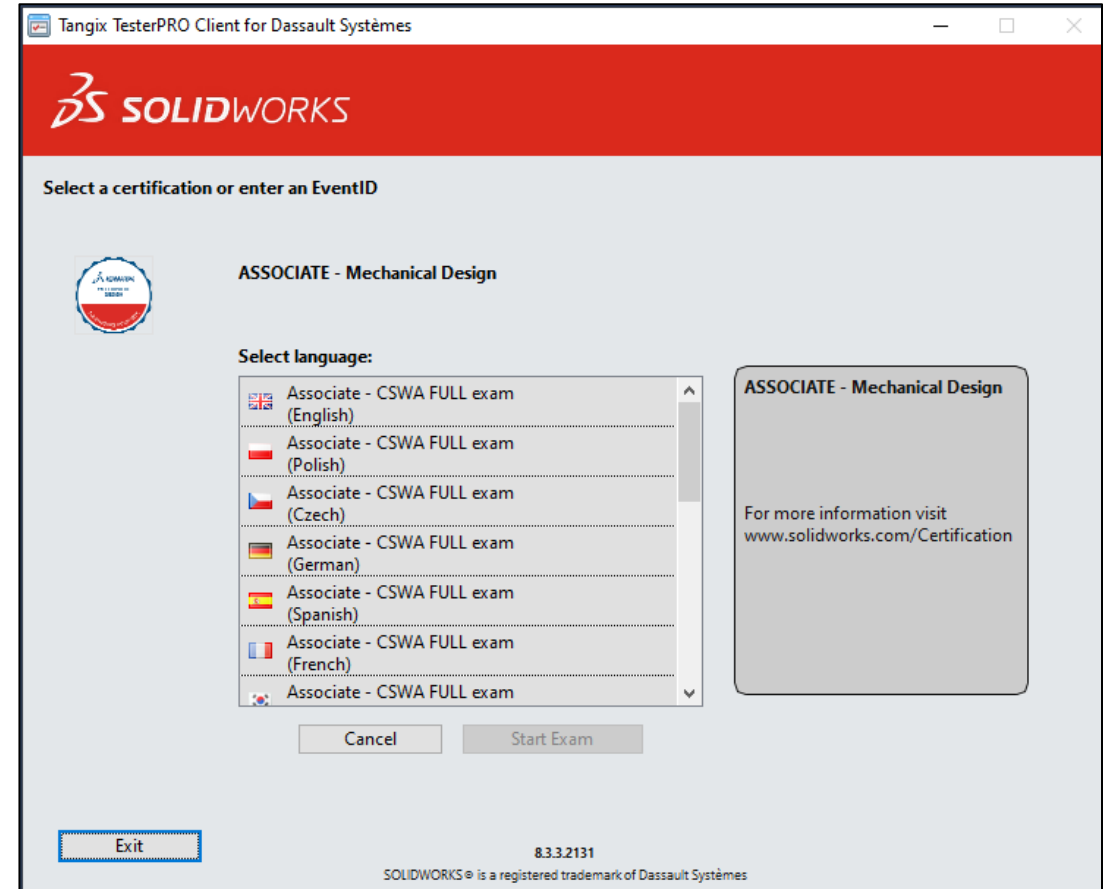 Tangix TesterPRO Client for Dassault Systèmes
SOLIDWORKS
Select a certification or enter an EventID
ASSOCIATE - Mechanical Design
Select language:
Associate - CSWA FULL exam
(English)
Associate - CSWA FULL exam
(Polish)
Associate - CSWA FULL exam
(Czech)
Associate - CSWA FULL exam
(German)
Associate - CSWA FULL exam
(Spanish)
Associate - CSWA FULL exam
(French)
Associate - CSWA FULL exam
ASSOCIATE - Mechanical Design
For more information visit
www.solidworks.com/Certification
Cancel
Start Exam
Exit
8.3.3.2131
SOLIDWORKS® is a registered trademark of Dassault Systèmes